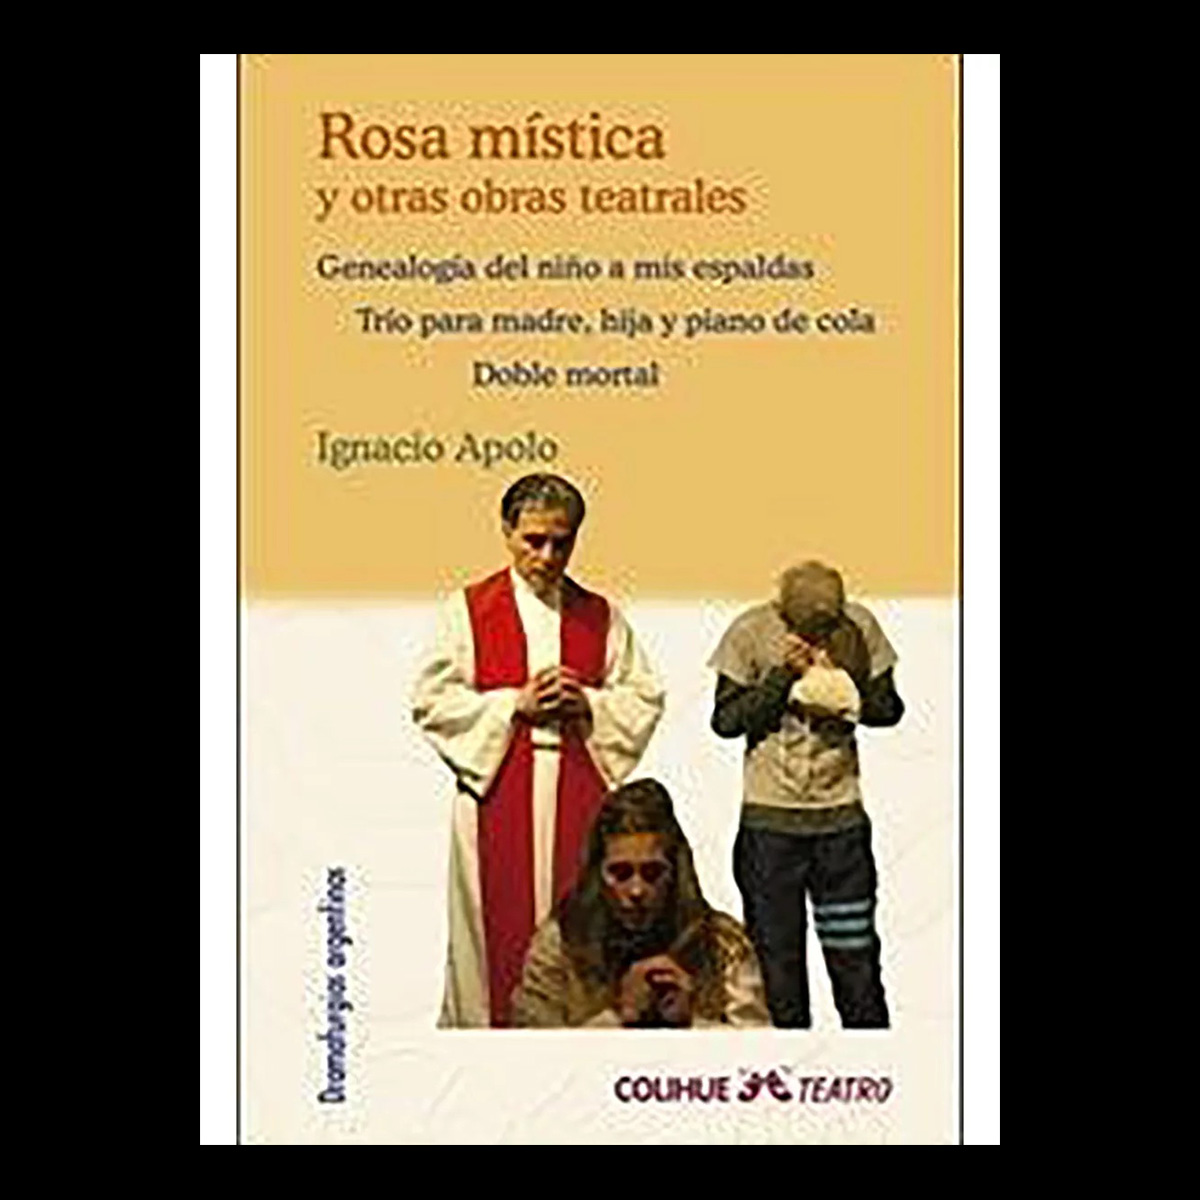 Rosa mística
y otras obras teatrales
Genealogía del niño a mis espaldas
Trío para madre, hija y piano de cola
Doble mortal
Ignacio Apolo
Dramaturgias argentinas
COLIHUE TEATRO